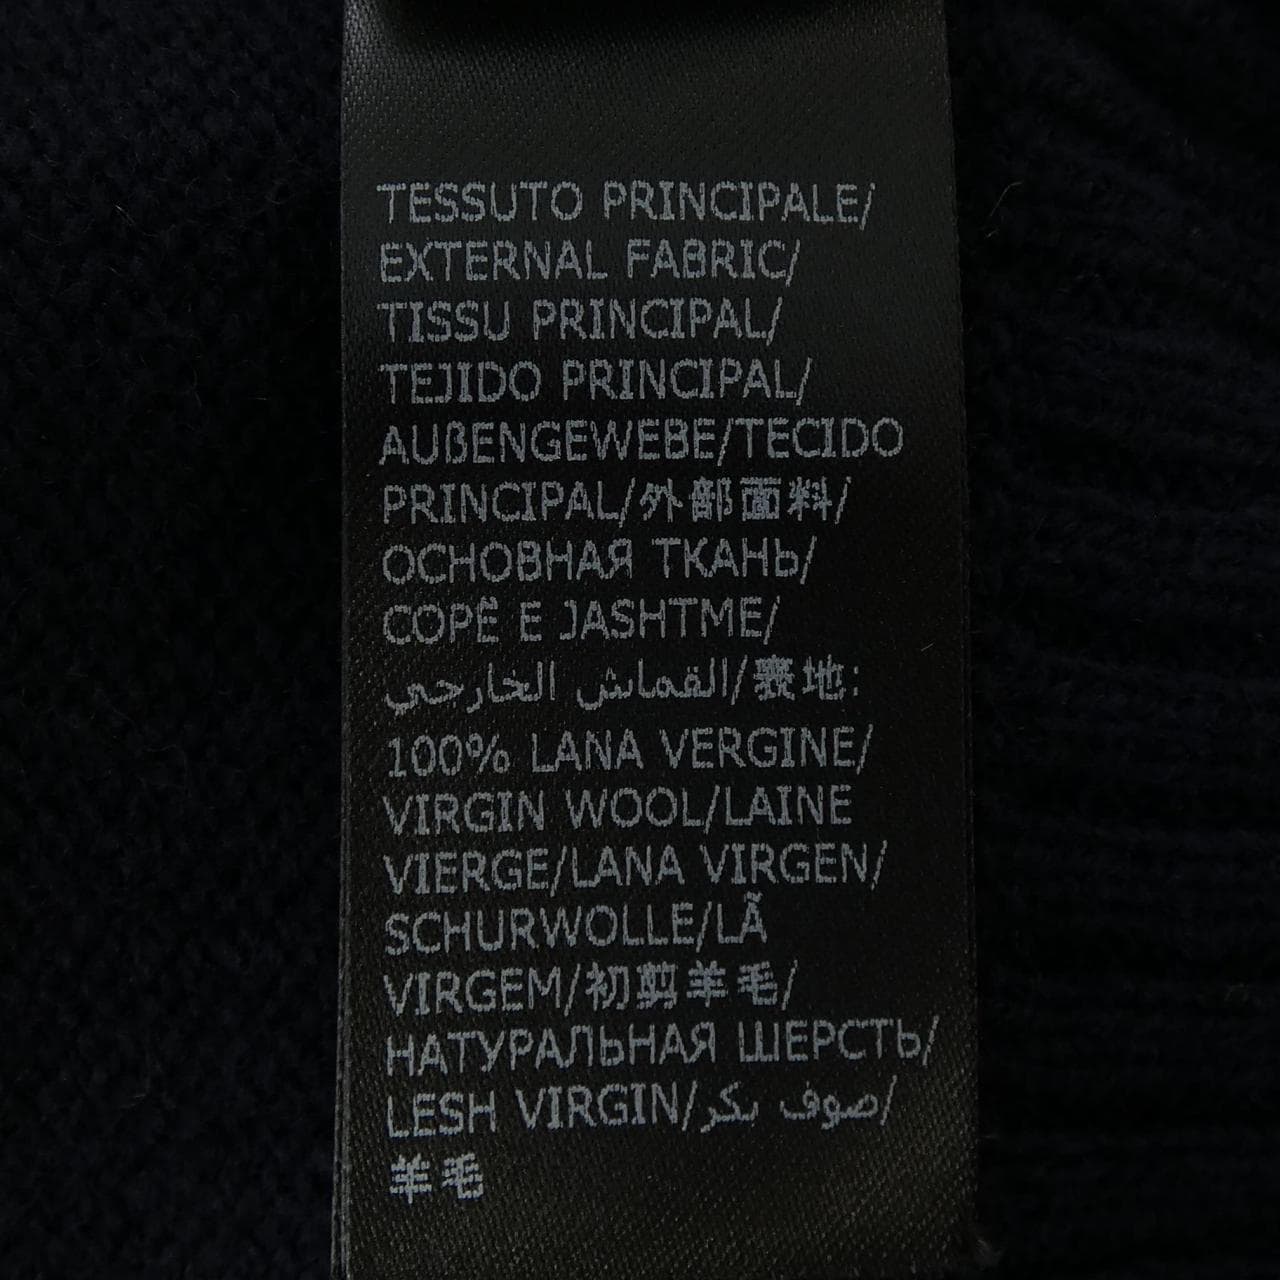 TESSUTO PRINCIPALE/
EXTERNAL FABRIC/
TISSU PRINCIPAL/
TEJIDO PRINCIPAL/
AUßENGEWEBE/TECIDO
PRINCIPAL/外部面料/
ОСНОВНАЯ ТКАНЬ/
COPË E JASHTME/
القماش الخارجي/表地:
100% LANA VERGINE/
VIRGIN WOOL/LAINE
VIERGE/LANA VIRGEN/
SCHURWOLLE/LÃ
VIRGEM/初剪羊毛/
НАТУРАЛЬНАЯ ШЕРСТЬ/
LESH VIRGIN/صوف بكر/
羊毛